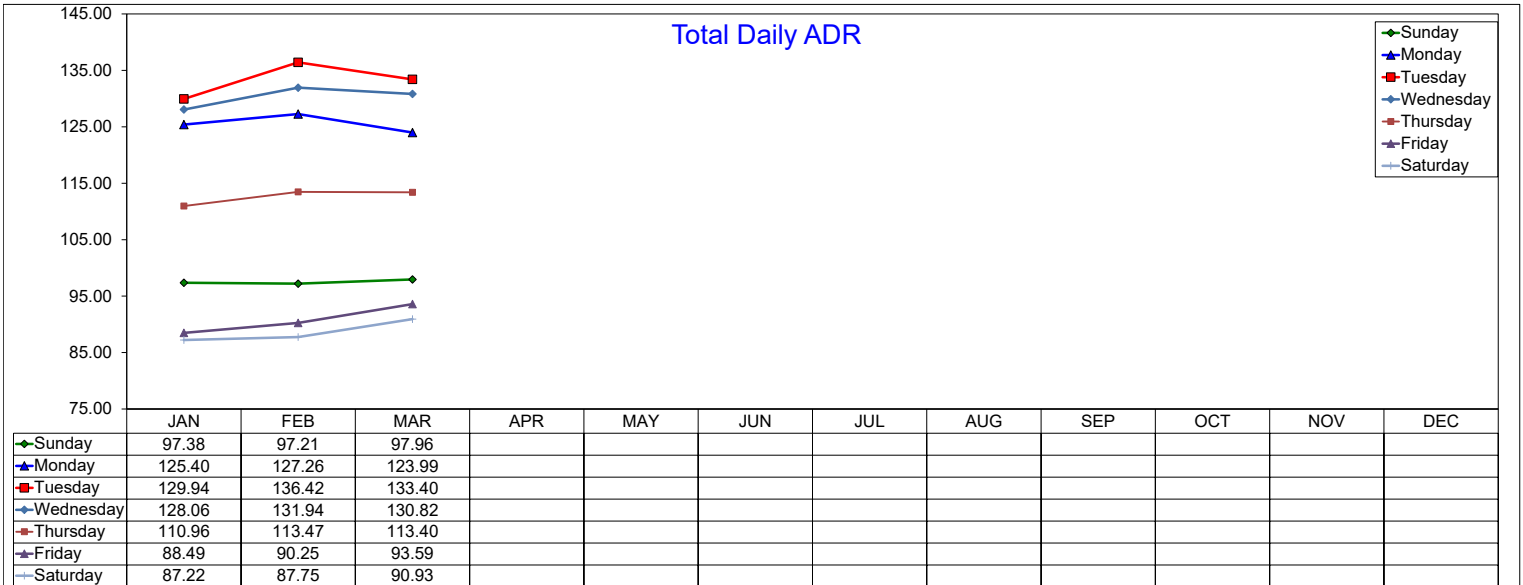 Total Daily ADR
145.00
135.00
125.00
115.00
105.00
95.00
85.00
75.00
Sunday
Monday
Tuesday
Wednesday
Thursday
Friday
Saturday
JAN FEB MAR APR MAY JUN JUL AUG SEP OCT NOV DEC
Sunday 97.38 97.21 97.96
Monday 125.40 127.26 123.99
Tuesday 129.94 136.42 133.40
Wednesday 128.06 131.94 130.82
Thursday 110.96 113.47 113.40
Friday 88.49 90.25 93.59
Saturday 87.22 87.75 90.93